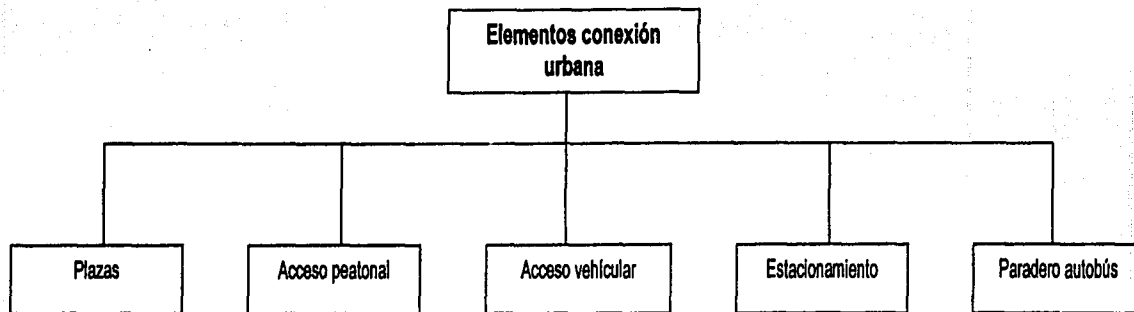 Elementos conexión
urbana
Plazas
Acceso peatonal
Acceso vehícular
Estacionamiento
Paradero autobús